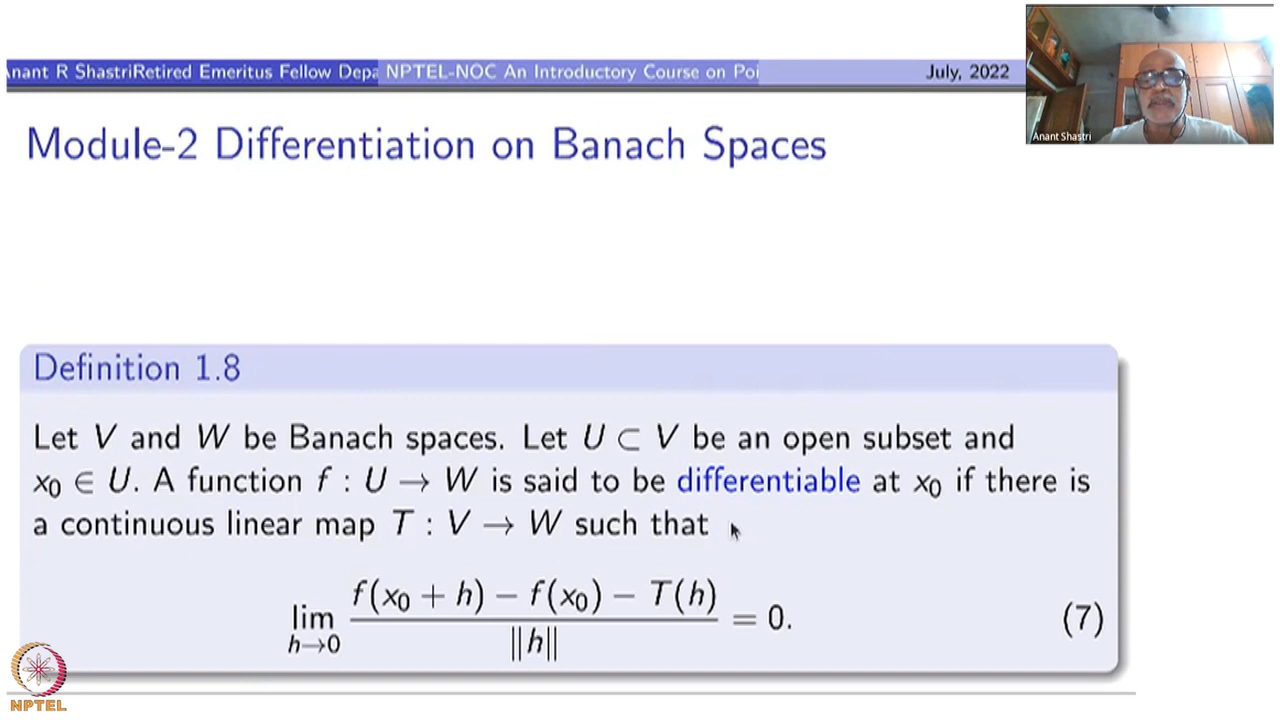 Anant R ShastriRetired Emeritus Fellow Depa NPTEL-NOC An Introductory Course on Poi July, 2022
Anant Shastri
Module-2 Differentiation on Banach Spaces
Definition 1.8
Let V and W be Banach spaces. Let U ⊂ V be an open subset and
x₀ ∈ U. A function f : U → W is said to be differentiable at x₀ if there is
a continuous linear map T : V → W such that
lim h→0 f(x₀ + h) − f(x₀) − T(h) / ‖h‖ = 0. (7)
NPTEL